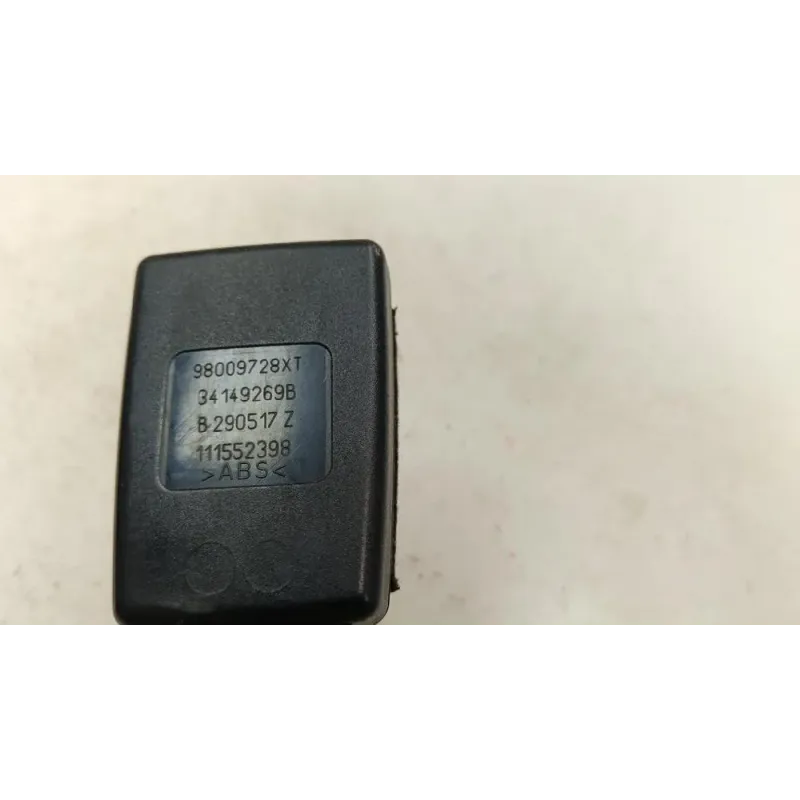 98009728XT
34149269B
B 290517 Z
111552398
>ABS<